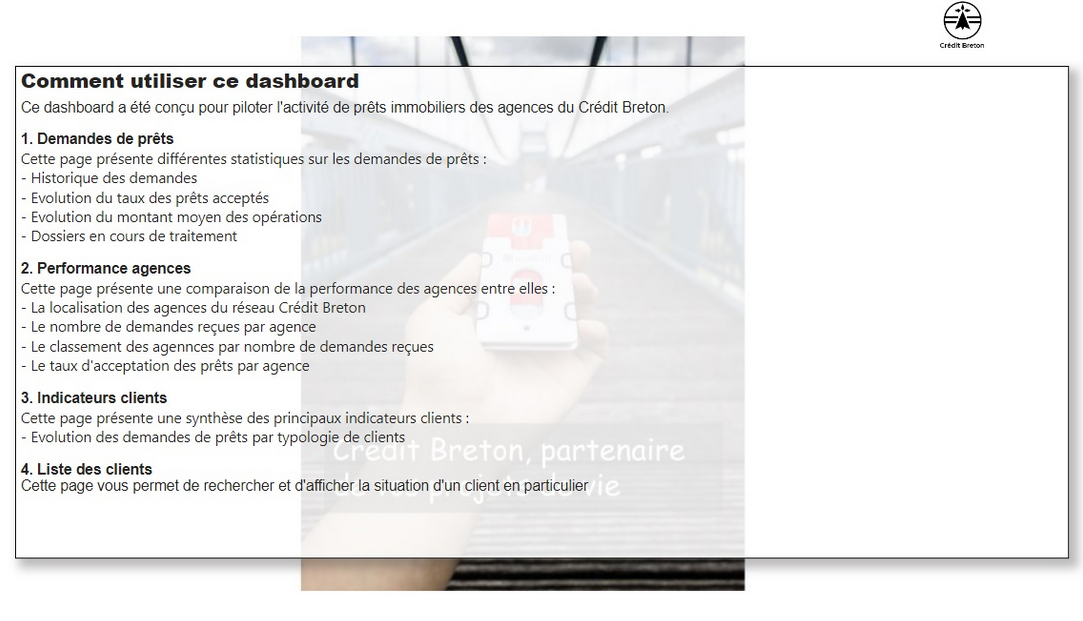 Crédit Breton
Comment utiliser ce dashboard
Ce dashboard a été conçu pour piloter l'activité de prêts immobiliers des agences du Crédit Breton.
1. Demandes de prêts
Cette page présente différentes statistiques sur les demandes de prêts :
- Historique des demandes
- Evolution du taux des prêts acceptés
- Evolution du montant moyen des opérations
- Dossiers en cours de traitement
2. Performance agences
Cette page présente une comparaison de la performance des agences entre elles :
- La localisation des agences du réseau Crédit Breton
- Le nombre de demandes reçues par agence
- Le classement des agennces par nombre de demandes reçues
- Le taux d'acceptation des prêts par agence
3. Indicateurs clients
Cette page présente une synthèse des principaux indicateurs clients :
- Evolution des demandes de prêts par typologie de clients
Crédit Breton, partenaire
de vos projets de vie
4. Liste des clients
Cette page vous permet de rechercher et d'afficher la situation d'un client en particulier